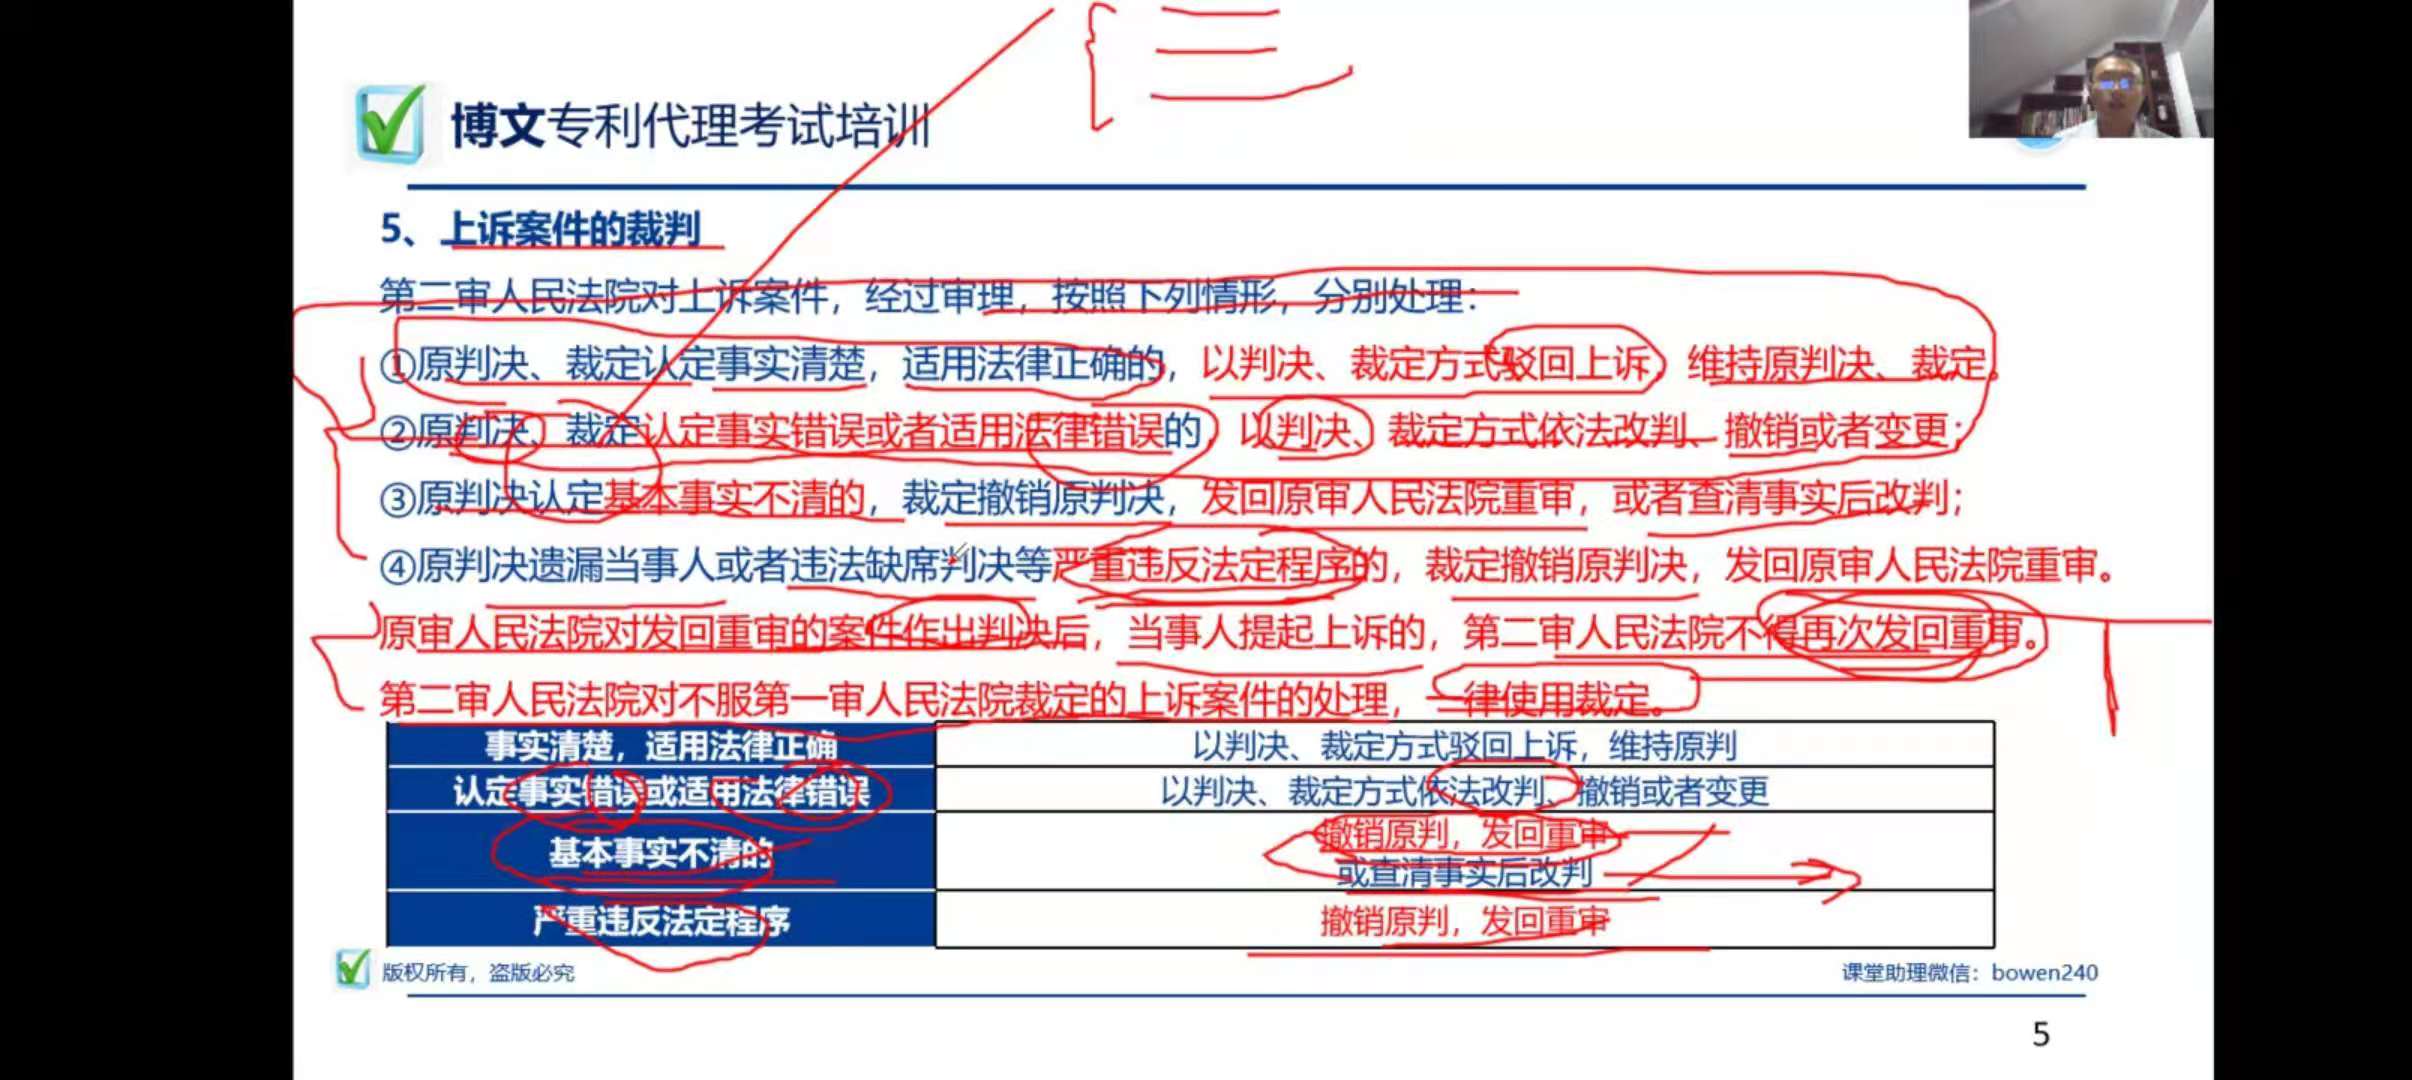 博文专利代理考试培训
5、上诉案件的裁判
第二审人民法院对上诉案件，经过审理，按照下列情形，分别处理：
①原判决、裁定认定事实清楚，适用法律正确的，以判决、裁定方式驳回上诉，维持原判决、裁定。
②原判决、裁定认定事实错误或者适用法律错误的，以判决、裁定方式依法改判、撤销或者变更；
③原判决认定基本事实不清的，裁定撤销原判决，发回原审人民法院重审，或者查清事实后改判；
④原判决遗漏当事人或者违法缺席判决等严重违反法定程序的，裁定撤销原判决，发回原审人民法院重审。
原审人民法院对发回重审的案件作出判决后，当事人提起上诉的，第二审人民法院不得再次发回重审。
第二审人民法院对不服第一审人民法院裁定的上诉案件的处理，一律使用裁定。
事实清楚，适用法律正确 以判决、裁定方式驳回上诉，维持原判
认定事实错误或适用法律错误 以判决、裁定方式依法改判、撤销或者变更
基本事实不清的 撤销原判，发回重审
或查清事实后改判
严重违反法定程序 撤销原判，发回重审
版权所有，盗版必究 课堂助理微信：bowen240
5